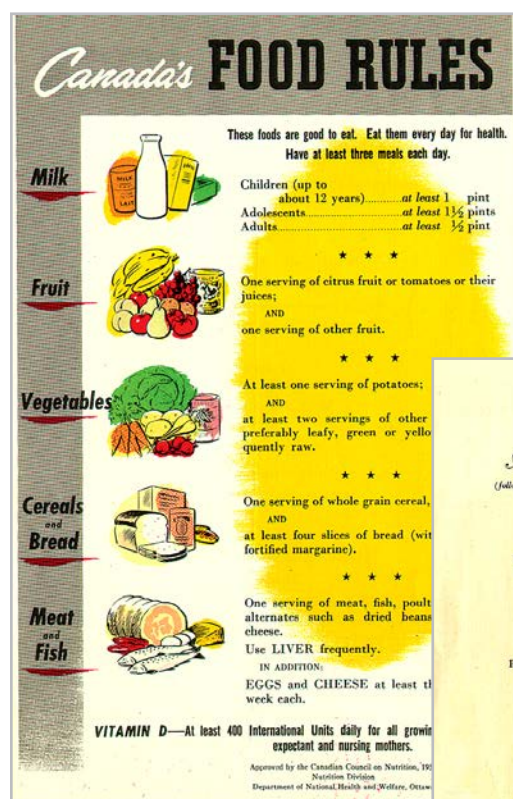 Canada's FOOD RULES
These foods are good to eat. Eat them every day for health.
Have at least three meals each day.
Milk
MILK
LAIT
Children (up to
about 12 years)..........at least 1 pint
Adolescents....................at least 1½ pints
Adults............................at least ½ pint
★ ★ ★
Fruit
One serving of citrus fruit or tomatoes or their
juices;
AND
one serving of other fruit.
★ ★ ★
Vegetables
At least one serving of potatoes;
AND
at least two servings of other
preferably leafy, green or yello
quently raw.
★ ★ ★
Cereals
and
Bread
One serving of whole grain cereal,
AND
at least four slices of bread (wit
fortified margarine).
★ ★ ★
Meat
and
Fish
One serving of meat, fish, poult
alternates such as dried beans
cheese.
Use LIVER frequently.
IN ADDITION:
EGGS and CHEESE at least th
week each.
VITAMIN D—At least 400 International Units daily for all growin
expectant and nursing mothers.
Approved by the Canadian Council on Nutrition, 195
Nutrition Division
Department of National Health and Welfare, Ottaw
(foll